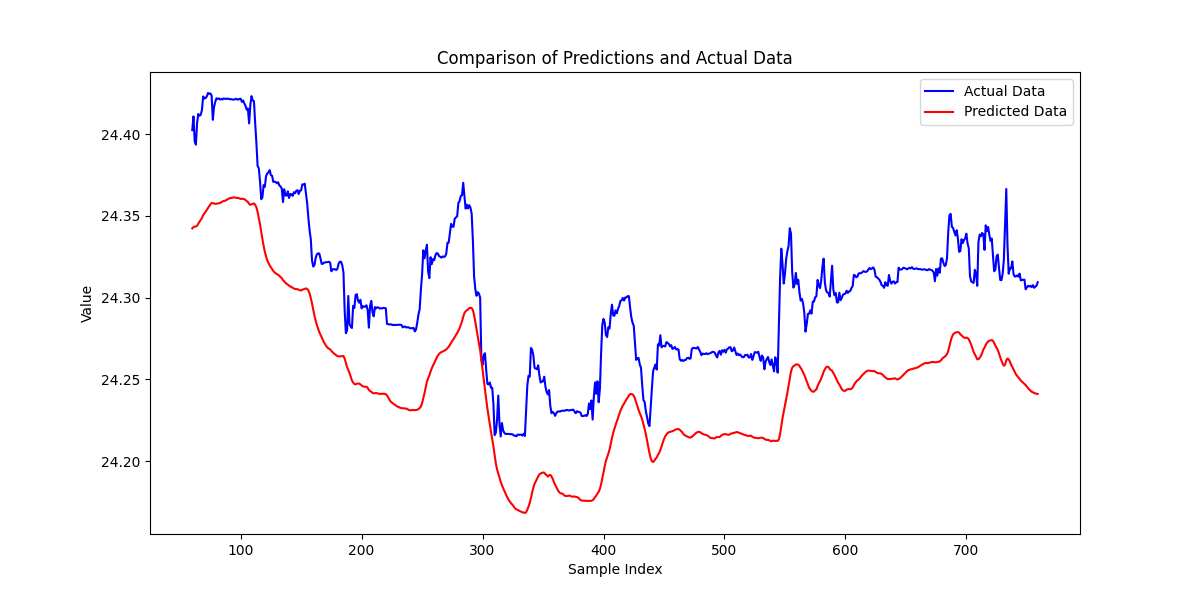 Comparison of Predictions and Actual Data
Actual Data
Predicted Data
Value
24.40
24.35
24.30
24.25
24.20
100 200 300 400 500 600 700
Sample Index